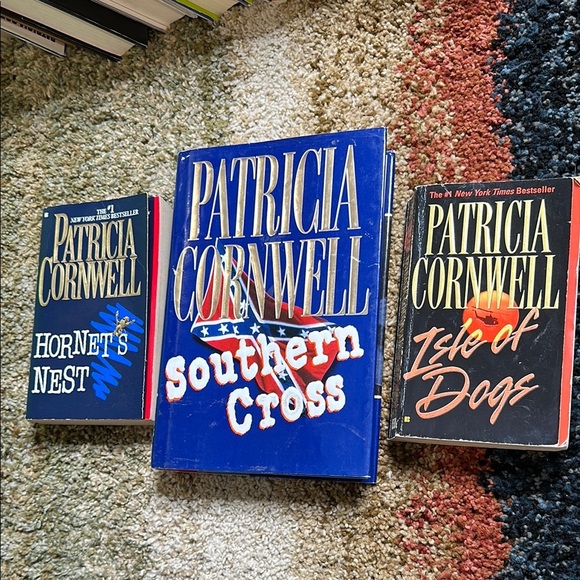 THE #1
NEW YORK TIMES BESTSELLER
PATRICIA
CORNWELL
HORNET'S
NEST
PATRICIA
CORNWELL
Southern
Cross
The #1 New York Times Bestseller
PATRICIA
CORNWELL
Isle of
Dogs